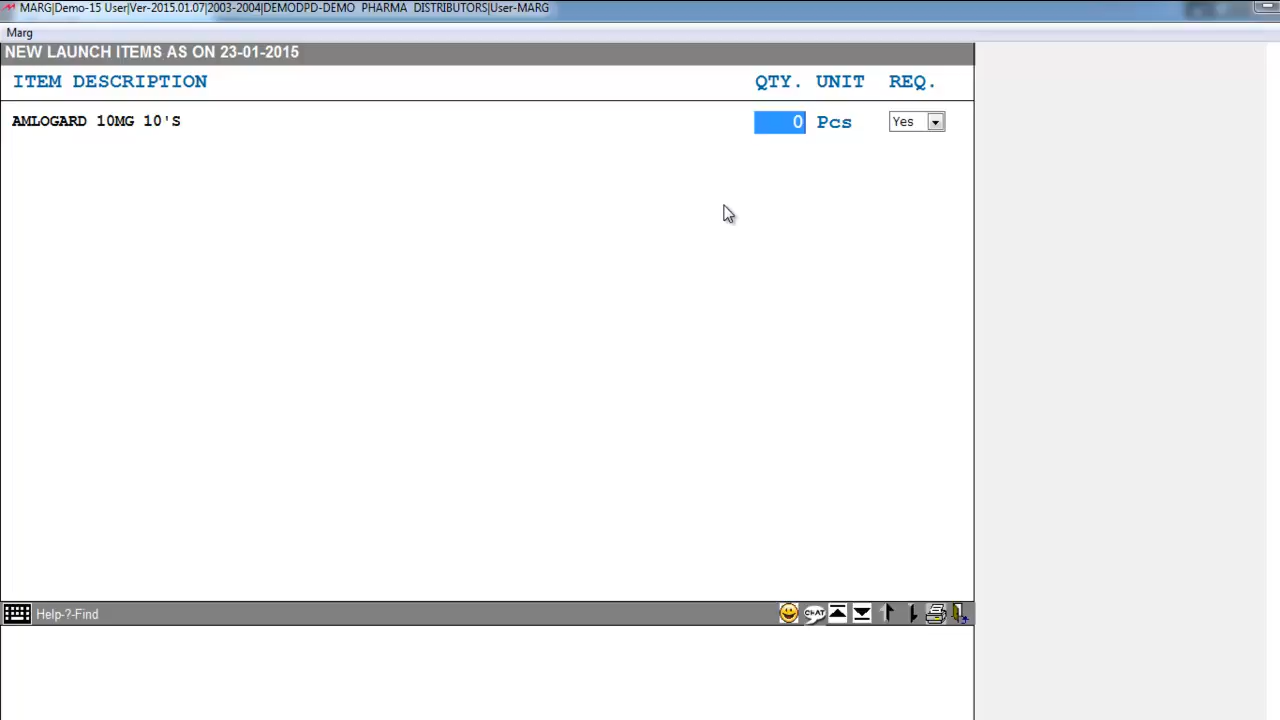 MARG|Demo-15 User|Ver-2015.01.07|2003-2004|DEMODPD-DEMO PHARMA DISTRIBUTORS|User-MARG
Marg
NEW LAUNCH ITEMS AS ON 23-01-2015
ITEM DESCRIPTION QTY. UNIT REQ.
AMLOGARD 10MG 10'S 0 Pcs Yes
Help-?-Find CHAT